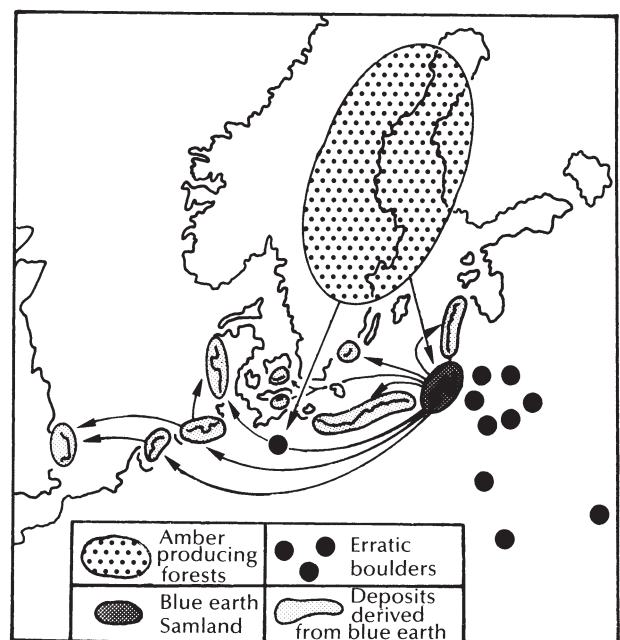 Amber
producing
forests
Erratic
boulders
Blue earth
Samland
Deposits
derived
from blue earth